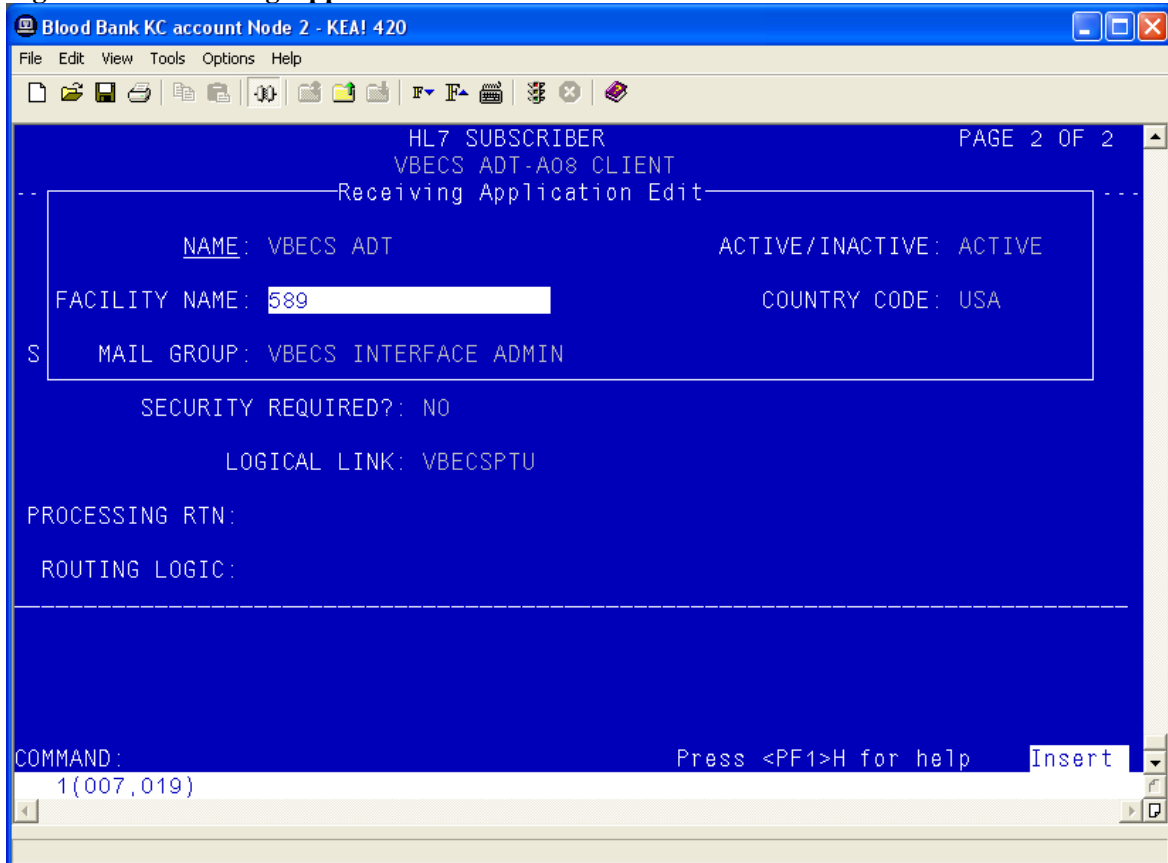 Blood Bank KC account Node 2 - KEA! 420
File Edit View Tools Options Help
HL7 SUBSCRIBER PAGE 2 OF 2
VBECS ADT-A08 CLIENT
-- Receiving Application Edit ---
NAME: VBECS ADT ACTIVE/INACTIVE: ACTIVE
FACILITY NAME: 589 COUNTRY CODE: USA
S MAIL GROUP: VBECS INTERFACE ADMIN
SECURITY REQUIRED?: NO
LOGICAL LINK: VBECSPTU
PROCESSING RTN:
ROUTING LOGIC:
COMMAND: Press <PF1>H for help Insert
1(007,019)